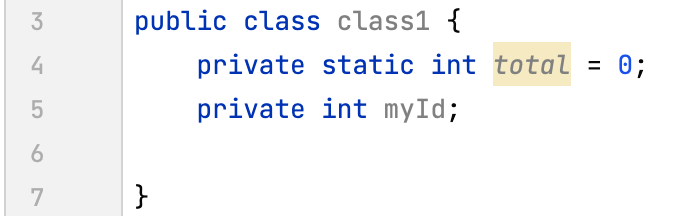 3 public class class1 {
4 private static int total = 0;
5 private int myId;
6
7 }